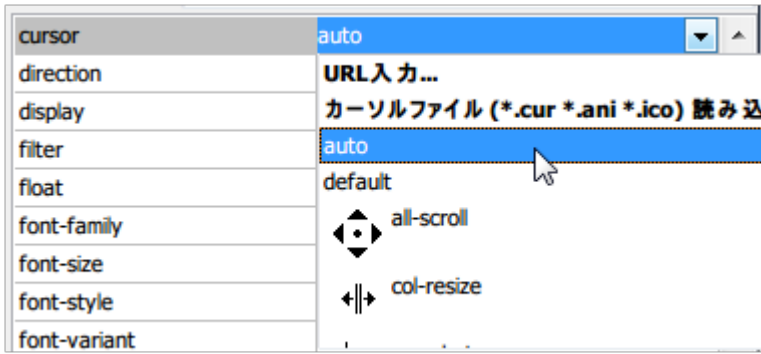 cursor auto
direction URL入力...
display カーソルファイル (*.cur *.ani *.ico) 読み込
filter auto
float default
font-family all-scroll
font-size
font-style col-resize
font-variant